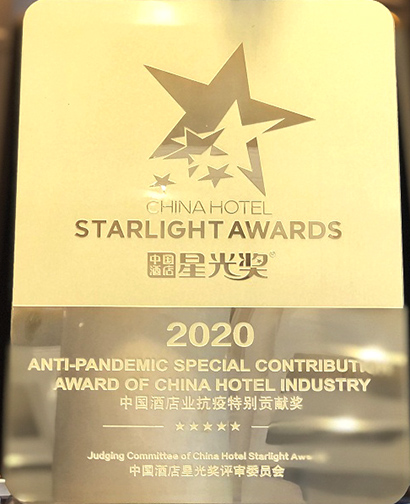 CHINA HOTEL
STARLIGHT AWARDS
中国酒店 星光奖
2020
ANTI-PANDEMIC SPECIAL CONTRIBUTION
AWARD OF CHINA HOTEL INDUSTRY
中国酒店业抗疫特别贡献奖
Judging Committee of China Hotel Starlight Awa
中国酒店星光奖评审委员会